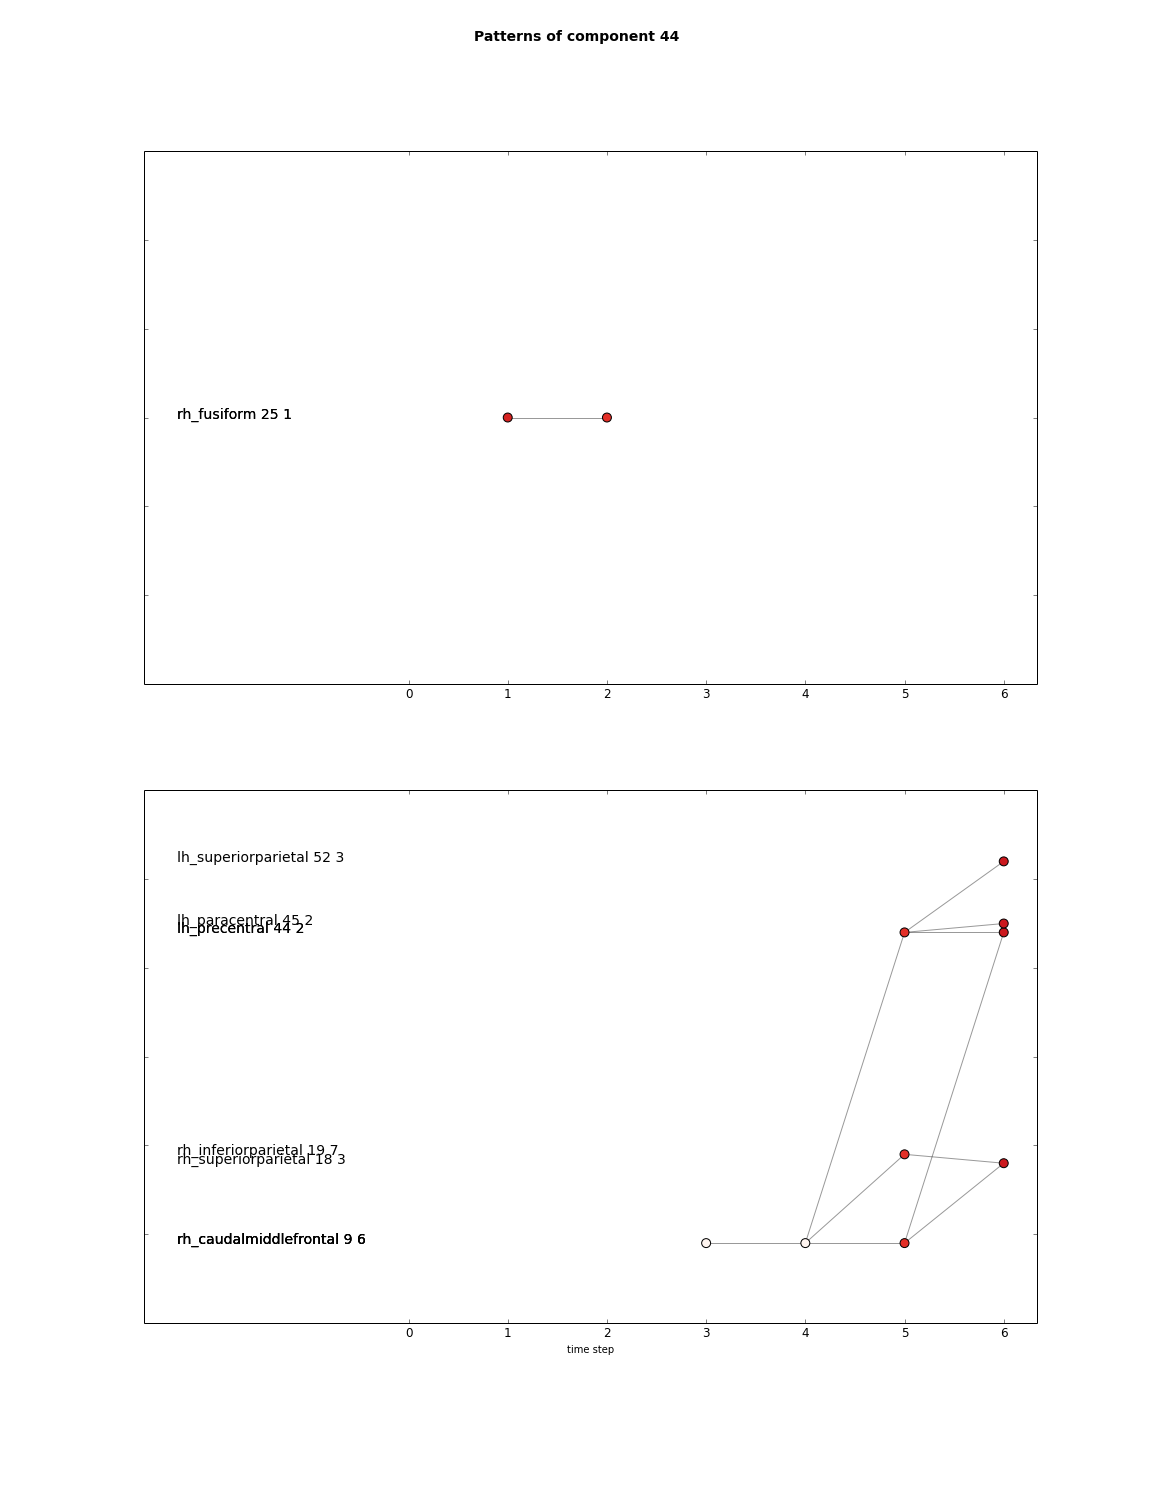 Patterns of component 44
rh_fusiform 25 1
0 1 2 3 4 5 6
lh_superiorparietal 52 3
lh_paracentral 45 2
lh_precentral 44 2
rh_inferiorparietal 19 7
rh_superiorparietal 18 3
rh_caudalmiddlefrontal 9 6
0 1 2 3 4 5 6
time step